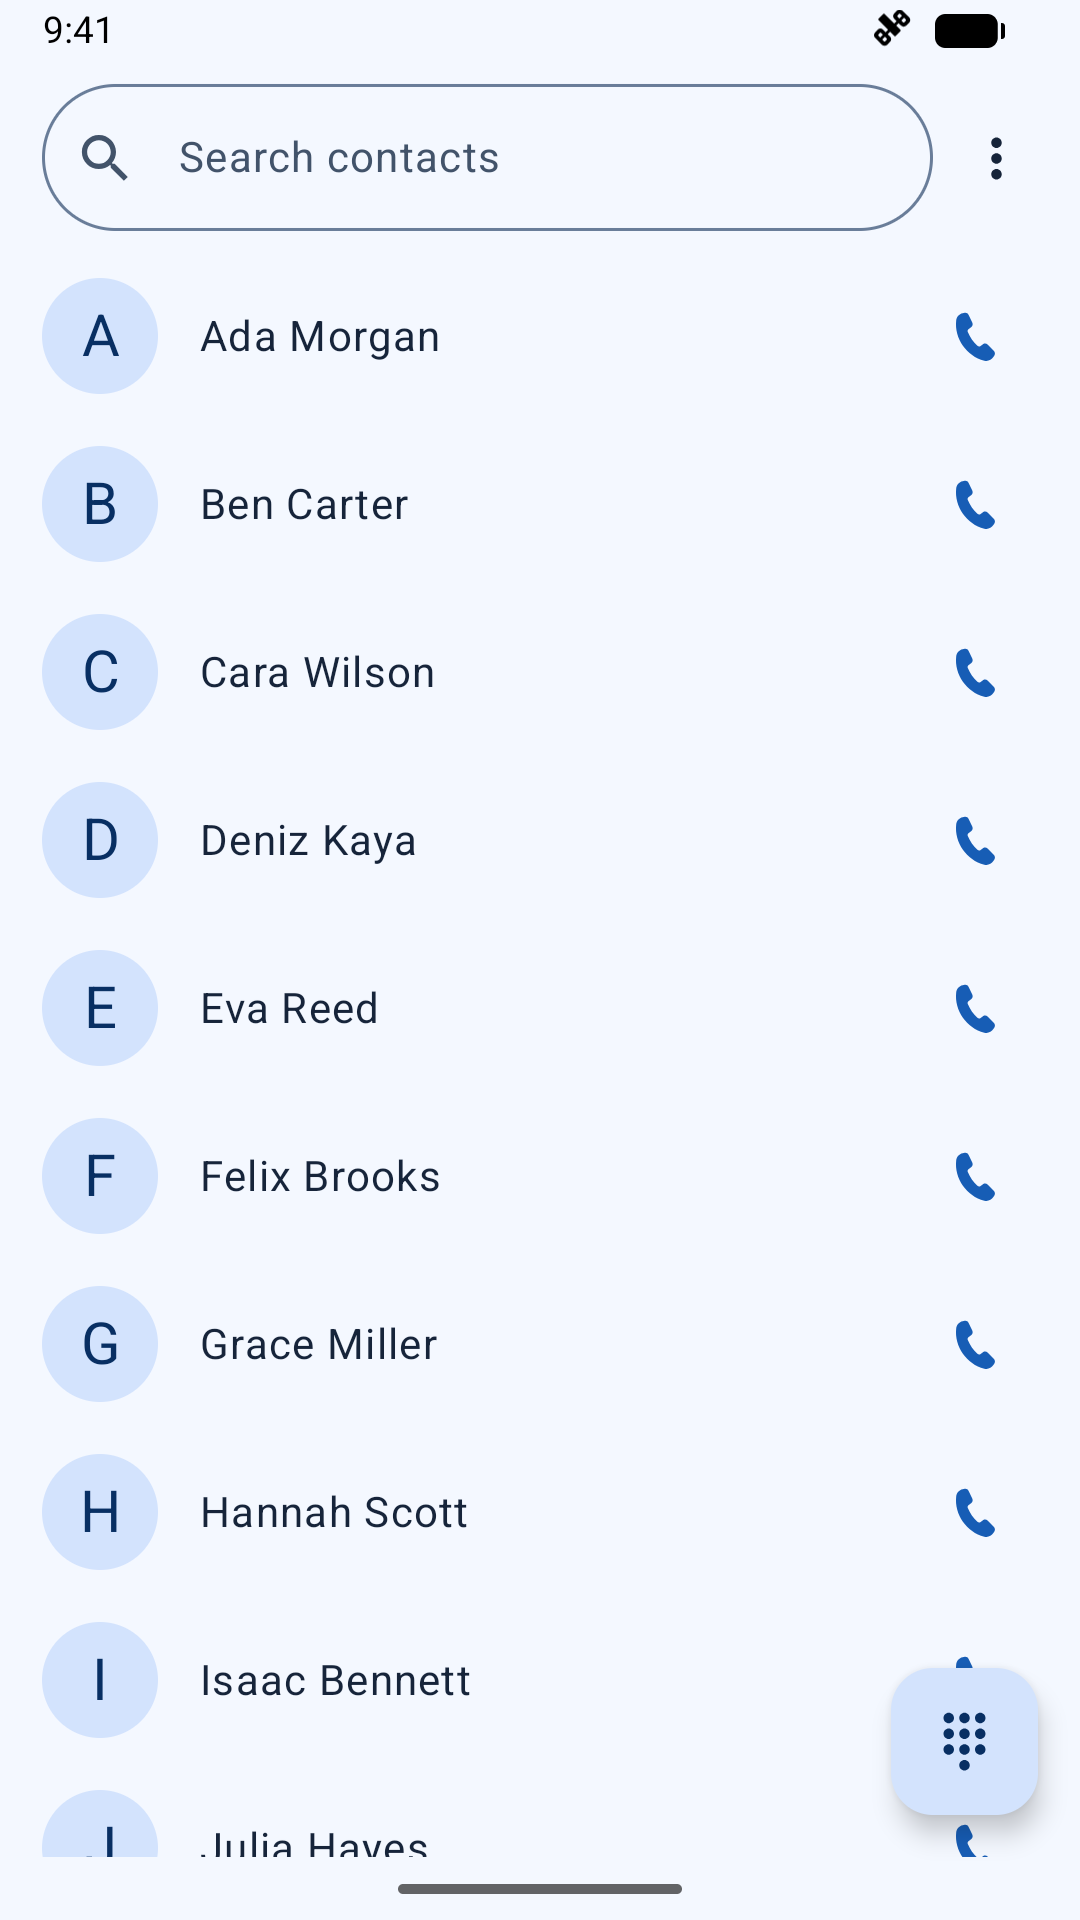 9:41
Search contacts
A Ada Morgan
B Ben Carter
C Cara Wilson
D Deniz Kaya
E Eva Reed
F Felix Brooks
G Grace Miller
H Hannah Scott
I Isaac Bennett
J Julia Hayes